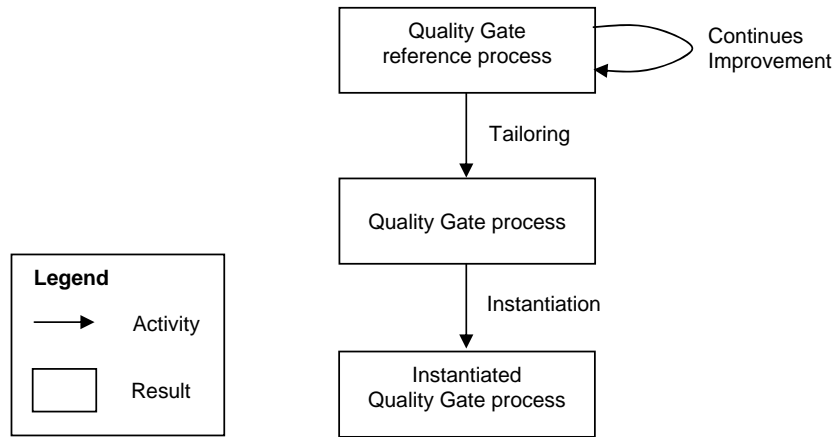 Quality Gate
reference process
Continues
Improvement
Tailoring
Quality Gate process
Legend
Activity
Result
Instantiation
Instantiated
Quality Gate process